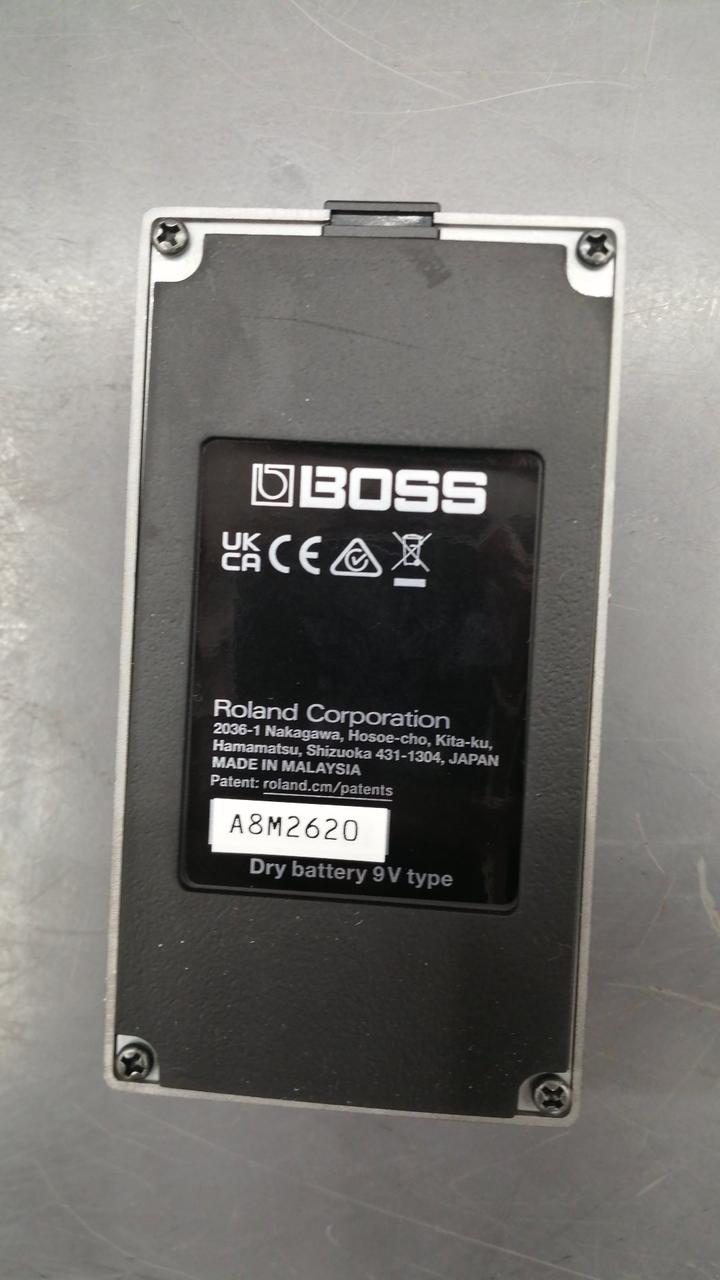 BOSS
UK
CA CE
Roland Corporation
2036-1 Nakagawa, Hosoe-cho, Kita-ku,
Hamamatsu, Shizuoka 431-1304, JAPAN
MADE IN MALAYSIA
Patent: roland.cm/patents
A8M2620
Dry battery 9V type